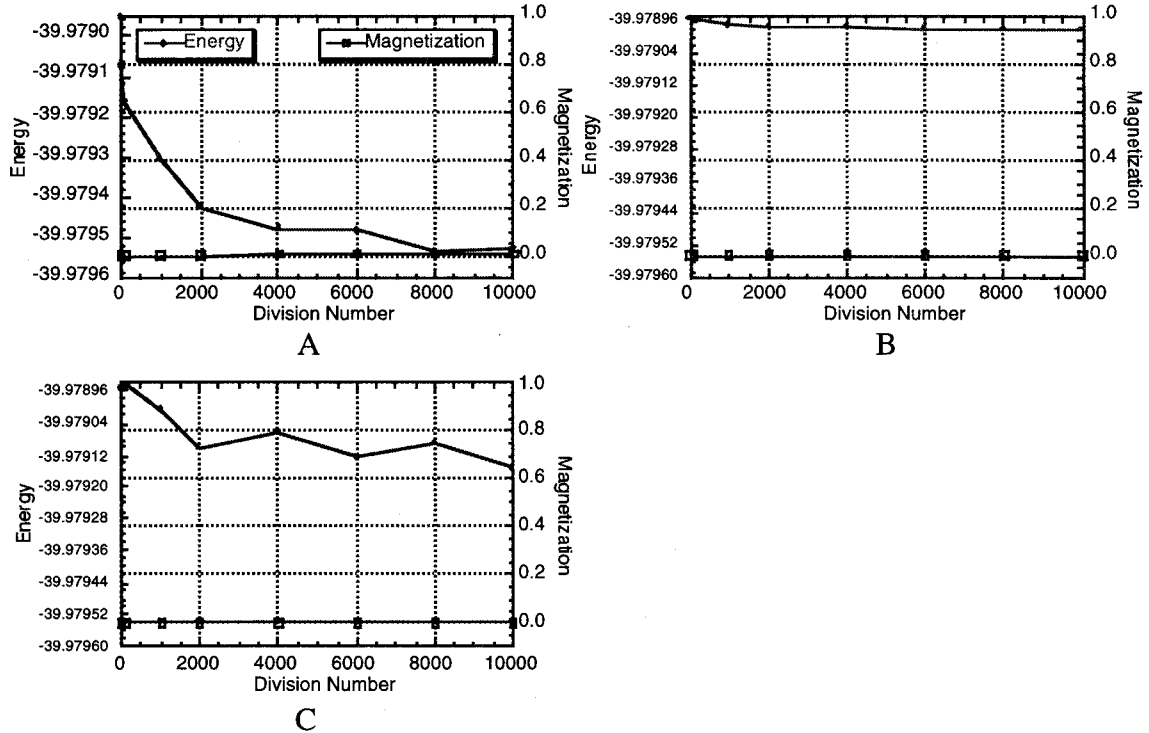 Energy
Magnetization
-39.9790
-39.9791
-39.9792
-39.9793
-39.9794
-39.9795
-39.9796
Energy
1.0
0.8
0.6
0.4
0.2
0.0
Magnetization
0 2000 4000 6000 8000 10000
Division Number
A
-39.97896
-39.97904
-39.97912
-39.97920
-39.97928
-39.97936
-39.97944
-39.97952
-39.97960
Energy
1.0
0.8
0.6
0.4
0.2
0.0
Magnetization
0 2000 4000 6000 8000 10000
Division Number
B
-39.97896
-39.97904
-39.97912
-39.97920
-39.97928
-39.97936
-39.97944
-39.97952
-39.97960
Energy
1.0
0.8
0.6
0.4
0.2
0.0
Magnetization
0 2000 4000 6000 8000 10000
Division Number
C